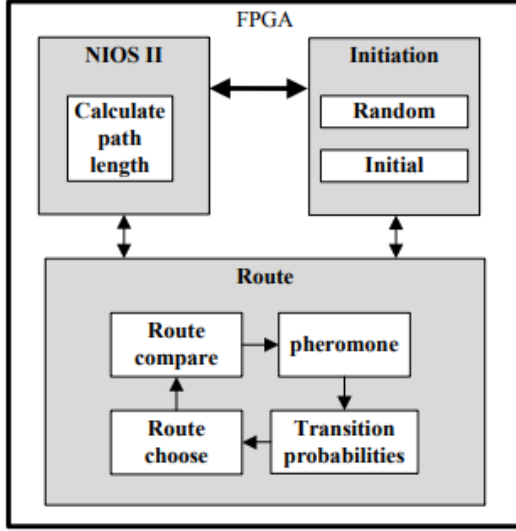 FPGA
NIOS II
Calculate
path
length
Initiation
Random
Initial
Route
Route
compare
pheromone
Route
choose
Transition
probabilities